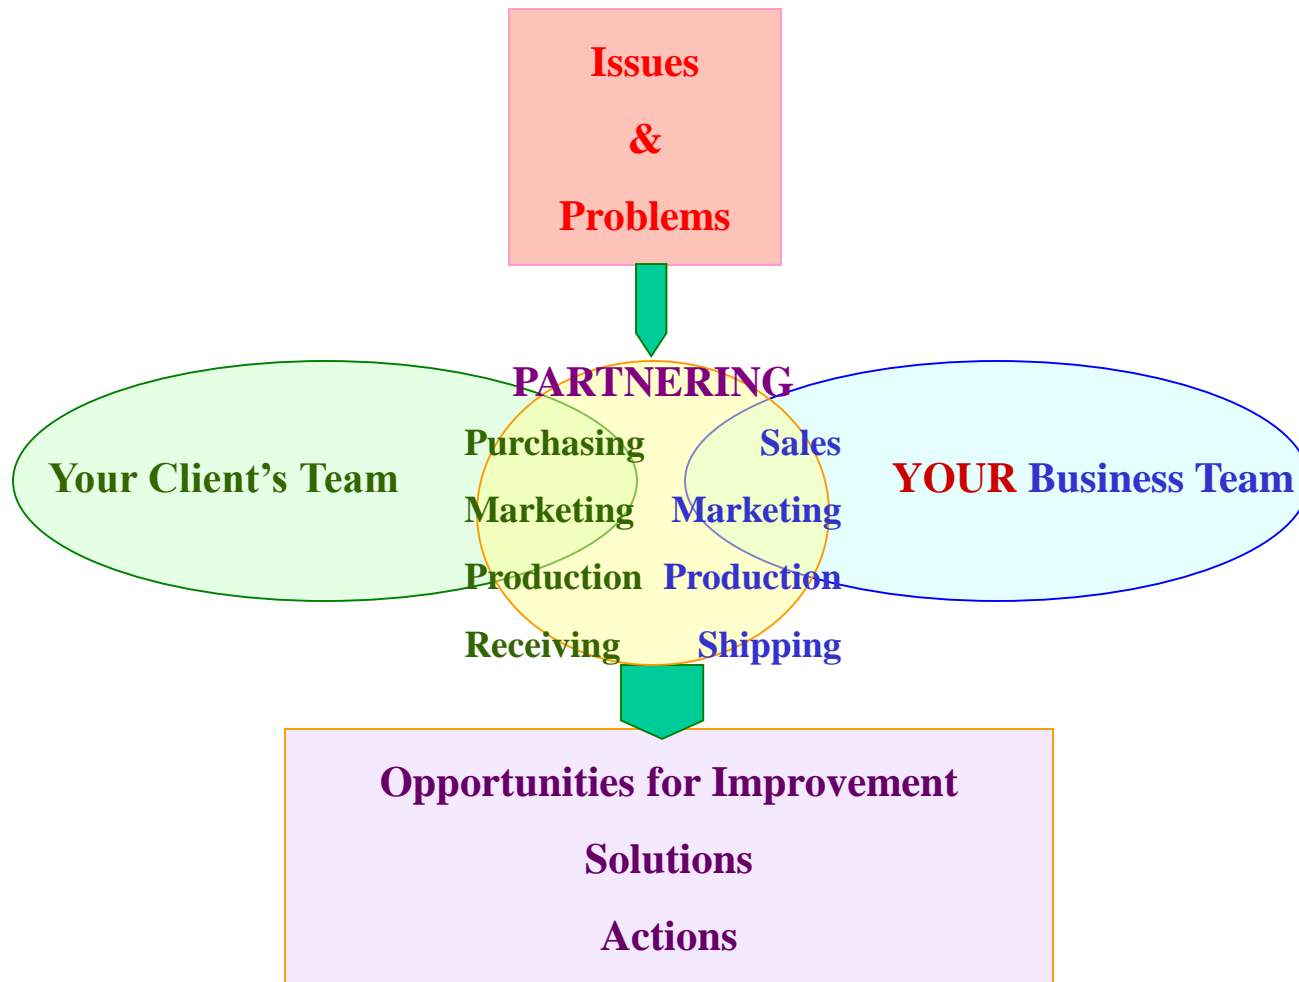 Issues
&
Problems
PARTNERING
Your Client’s Team
Purchasing
Marketing
Production
Receiving
Sales
Marketing
Production
Shipping
YOUR Business Team
Opportunities for Improvement
Solutions
Actions